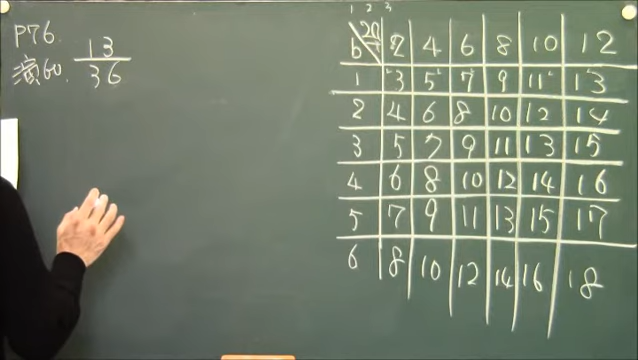 P76
演60.
13
36
1 2 3
2a
b 2 4 6 8 10 12
1 3 5 7 9 11 13
2 4 6 8 10 12 14
3 5 7 9 11 13 15
4 6 8 10 12 14 16
5 7 9 11 13 15 17
6 8 10 12 14 16 18